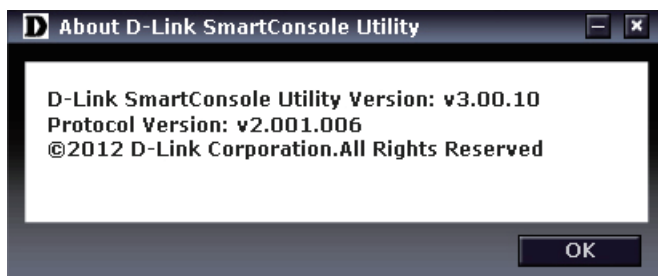 D About D-Link SmartConsole Utility
D-Link SmartConsole Utility Version: v3.00.10
Protocol Version: v2.001.006
©2012 D-Link Corporation.All Rights Reserved
OK